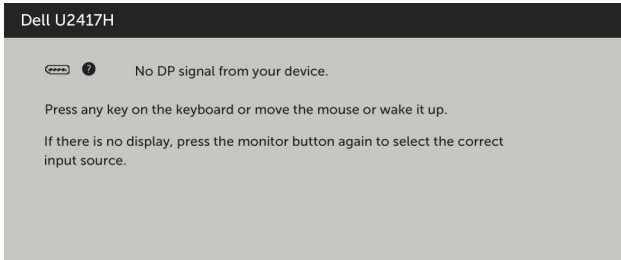 Dell U2417H
? No DP signal from your device.
Press any key on the keyboard or move the mouse or wake it up.
If there is no display, press the monitor button again to select the correct
input source.